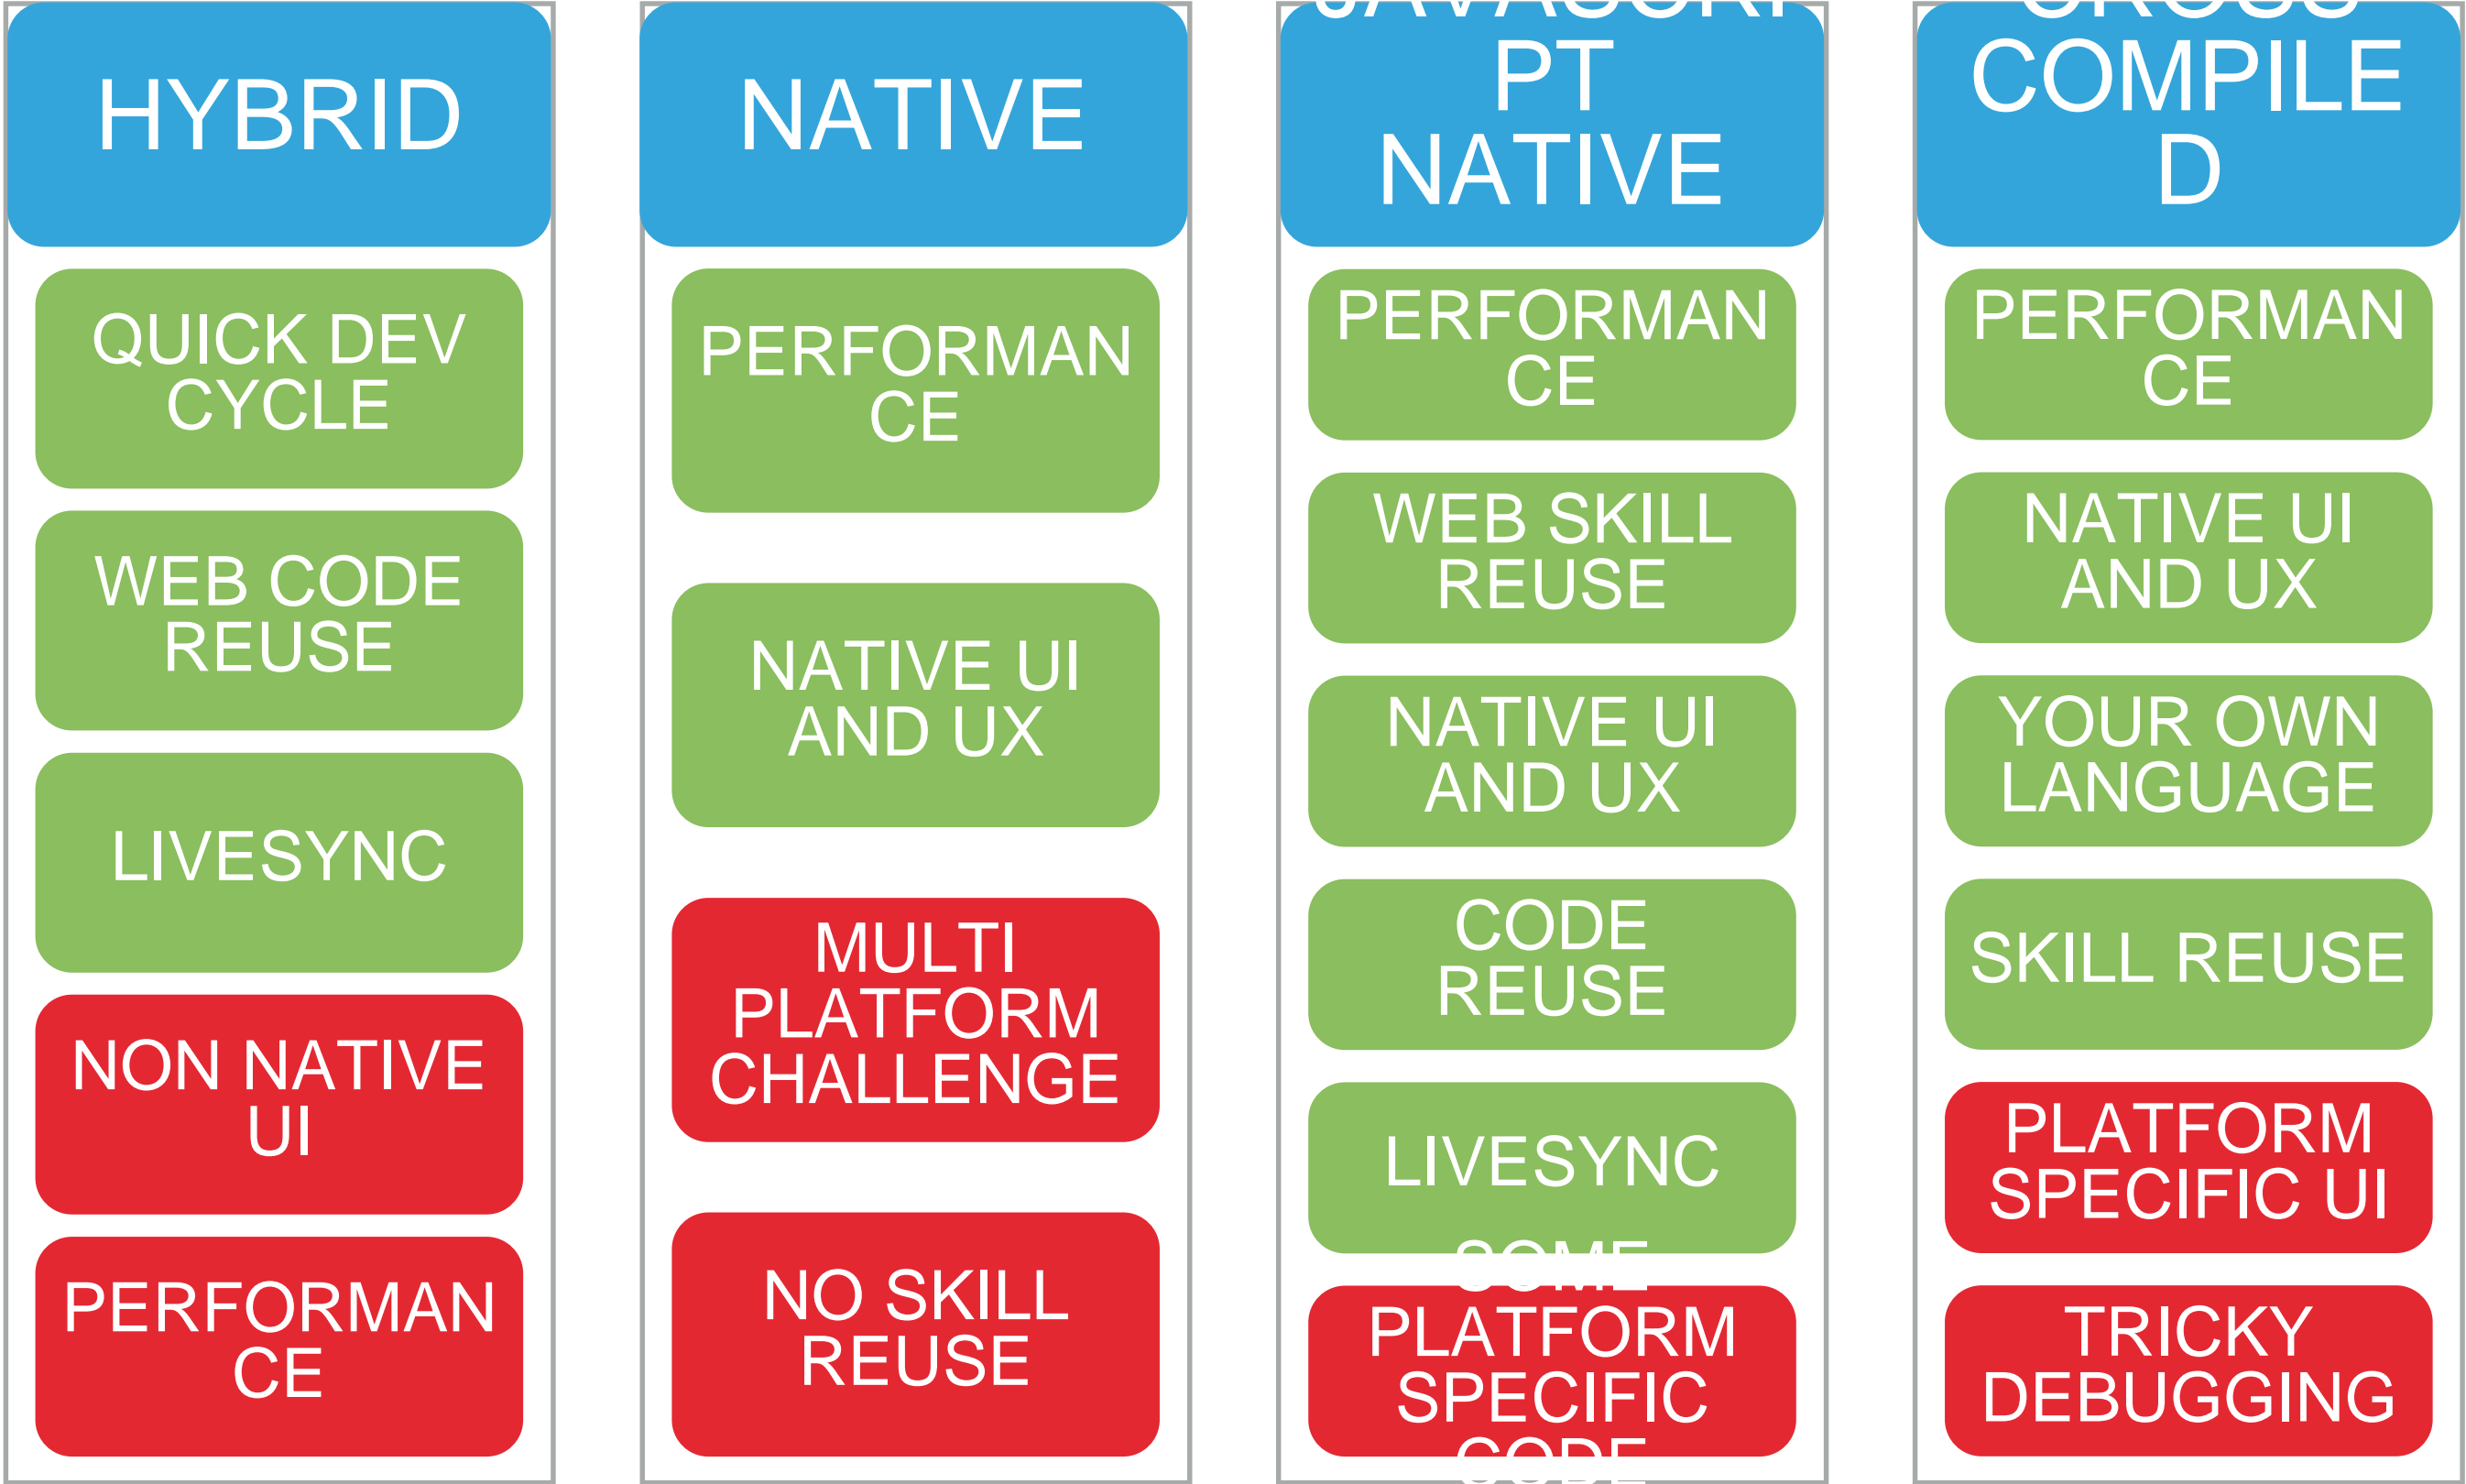 HYBRID
QUICK DEV
CYCLE
WEB CODE
REUSE
LIVESYNC
NON NATIVE
UI
PERFORMAN
CE
NATIVE
PERFORMAN
CE
NATIVE UI
AND UX
MULTI
PLATFORM
CHALLENGE
NO SKILL
REUSE
PT
NATIVE
PERFORMAN
CE
WEB SKILL
REUSE
NATIVE UI
AND UX
CODE
REUSE
LIVESYNC
SOME
PLATFORM
SPECIFIC
CODE
COMPILE
D
PERFORMAN
CE
NATIVE UI
AND UX
YOUR OWN
LANGUAGE
SKILL REUSE
PLATFORM
SPECIFIC UI
TRICKY
DEBUGGING